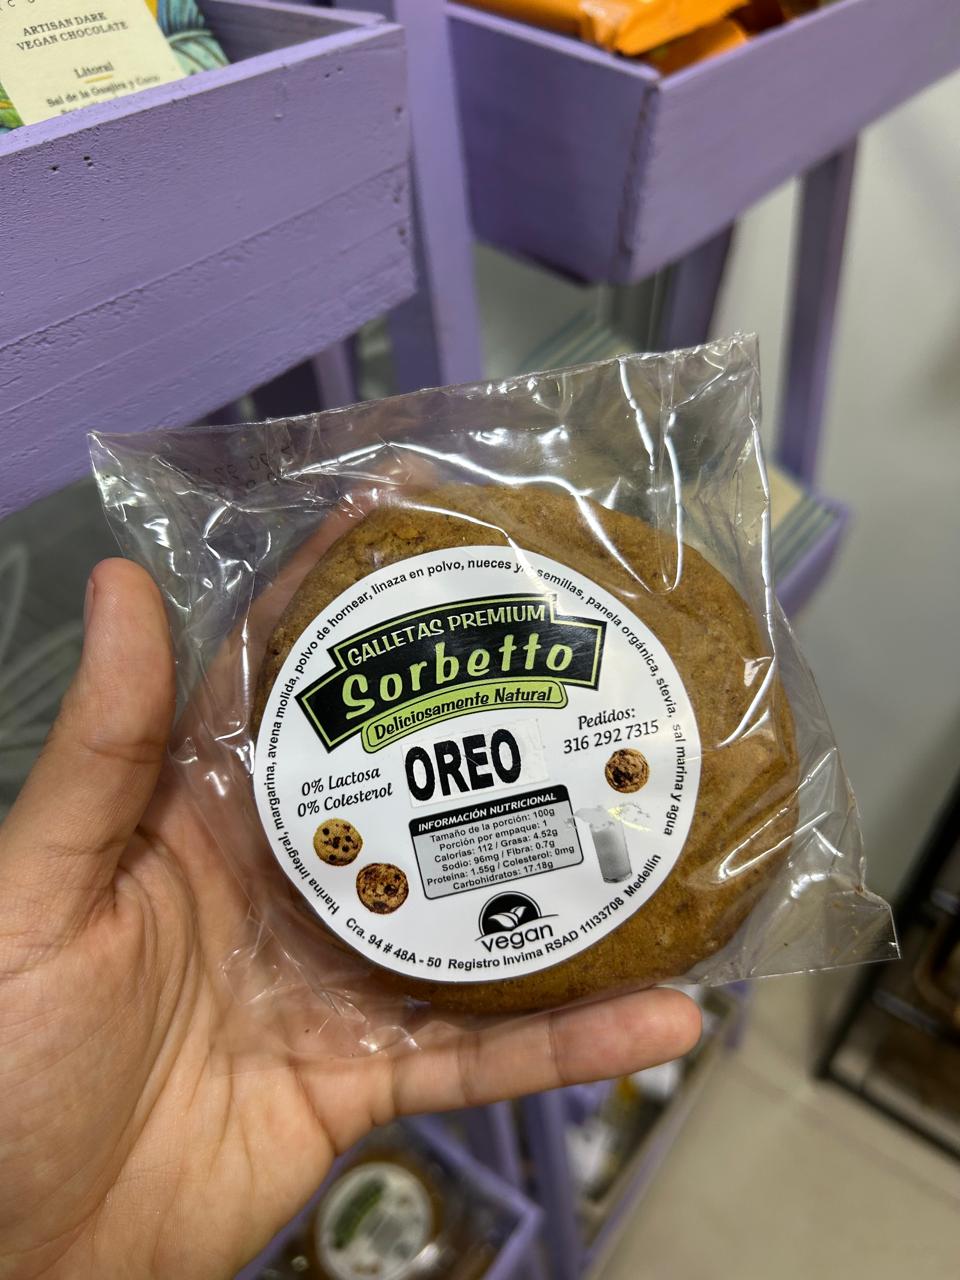 ARTISAN DARK
VEGAN CHOCOLATE
Litoral
Sal de la Guajira y Coco
Harina integral, margarina, avena molida, polvo de hornear, linaza en polvo, nueces y/o semillas, panela orgánica, stevia, sal marina y agua
GALLETAS PREMIUM
Sorbetto
Deliciosamente Natural
OREO
Pedidos:
316 292 7315
0% Lactosa
0% Colesterol
INFORMACIÓN NUTRICIONAL
Tamaño de la porción: 100g
Porción por empaque: 1
Calorías: 112 / Grasa: 4.52g
Sodio: 96mg / Fibra: 0.7g
Proteina: 1.55g / Colesterol: 0mg
Carbohidratos: 17.18g
vegan
Cra. 94 # 48A - 50 Registro Invima RSAD 11I33708 Medellín